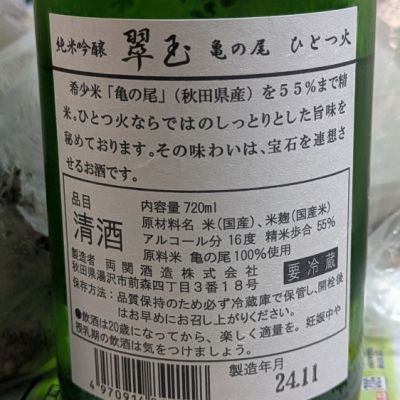 純米吟醸 翠玉 亀の尾 ひとつ火
希少米「亀の尾」(秋田県産)を55%まで精
米。ひとつ火ならではのしっとりとした旨味を
秘めております。その味わいは、宝石を連想さ
せるお酒です。
品目
清酒
内容量720ml
原材料名 米(国産)、米麹(国産米)
アルコール分 16度 精米歩合 55%
原料米 亀の尾100%使用
製造者 両関酒造株式会社
秋田県湯沢市前森四丁目3番18号
要冷蔵
保存方法:品質保持のため必ず冷蔵庫で保管し、開栓後
はお早めにお召し上がりください。
●飲酒は20歳になってから、楽しく適量を。妊娠中や
授乳期の飲酒は気をつけましょう。
製造年月
24.11